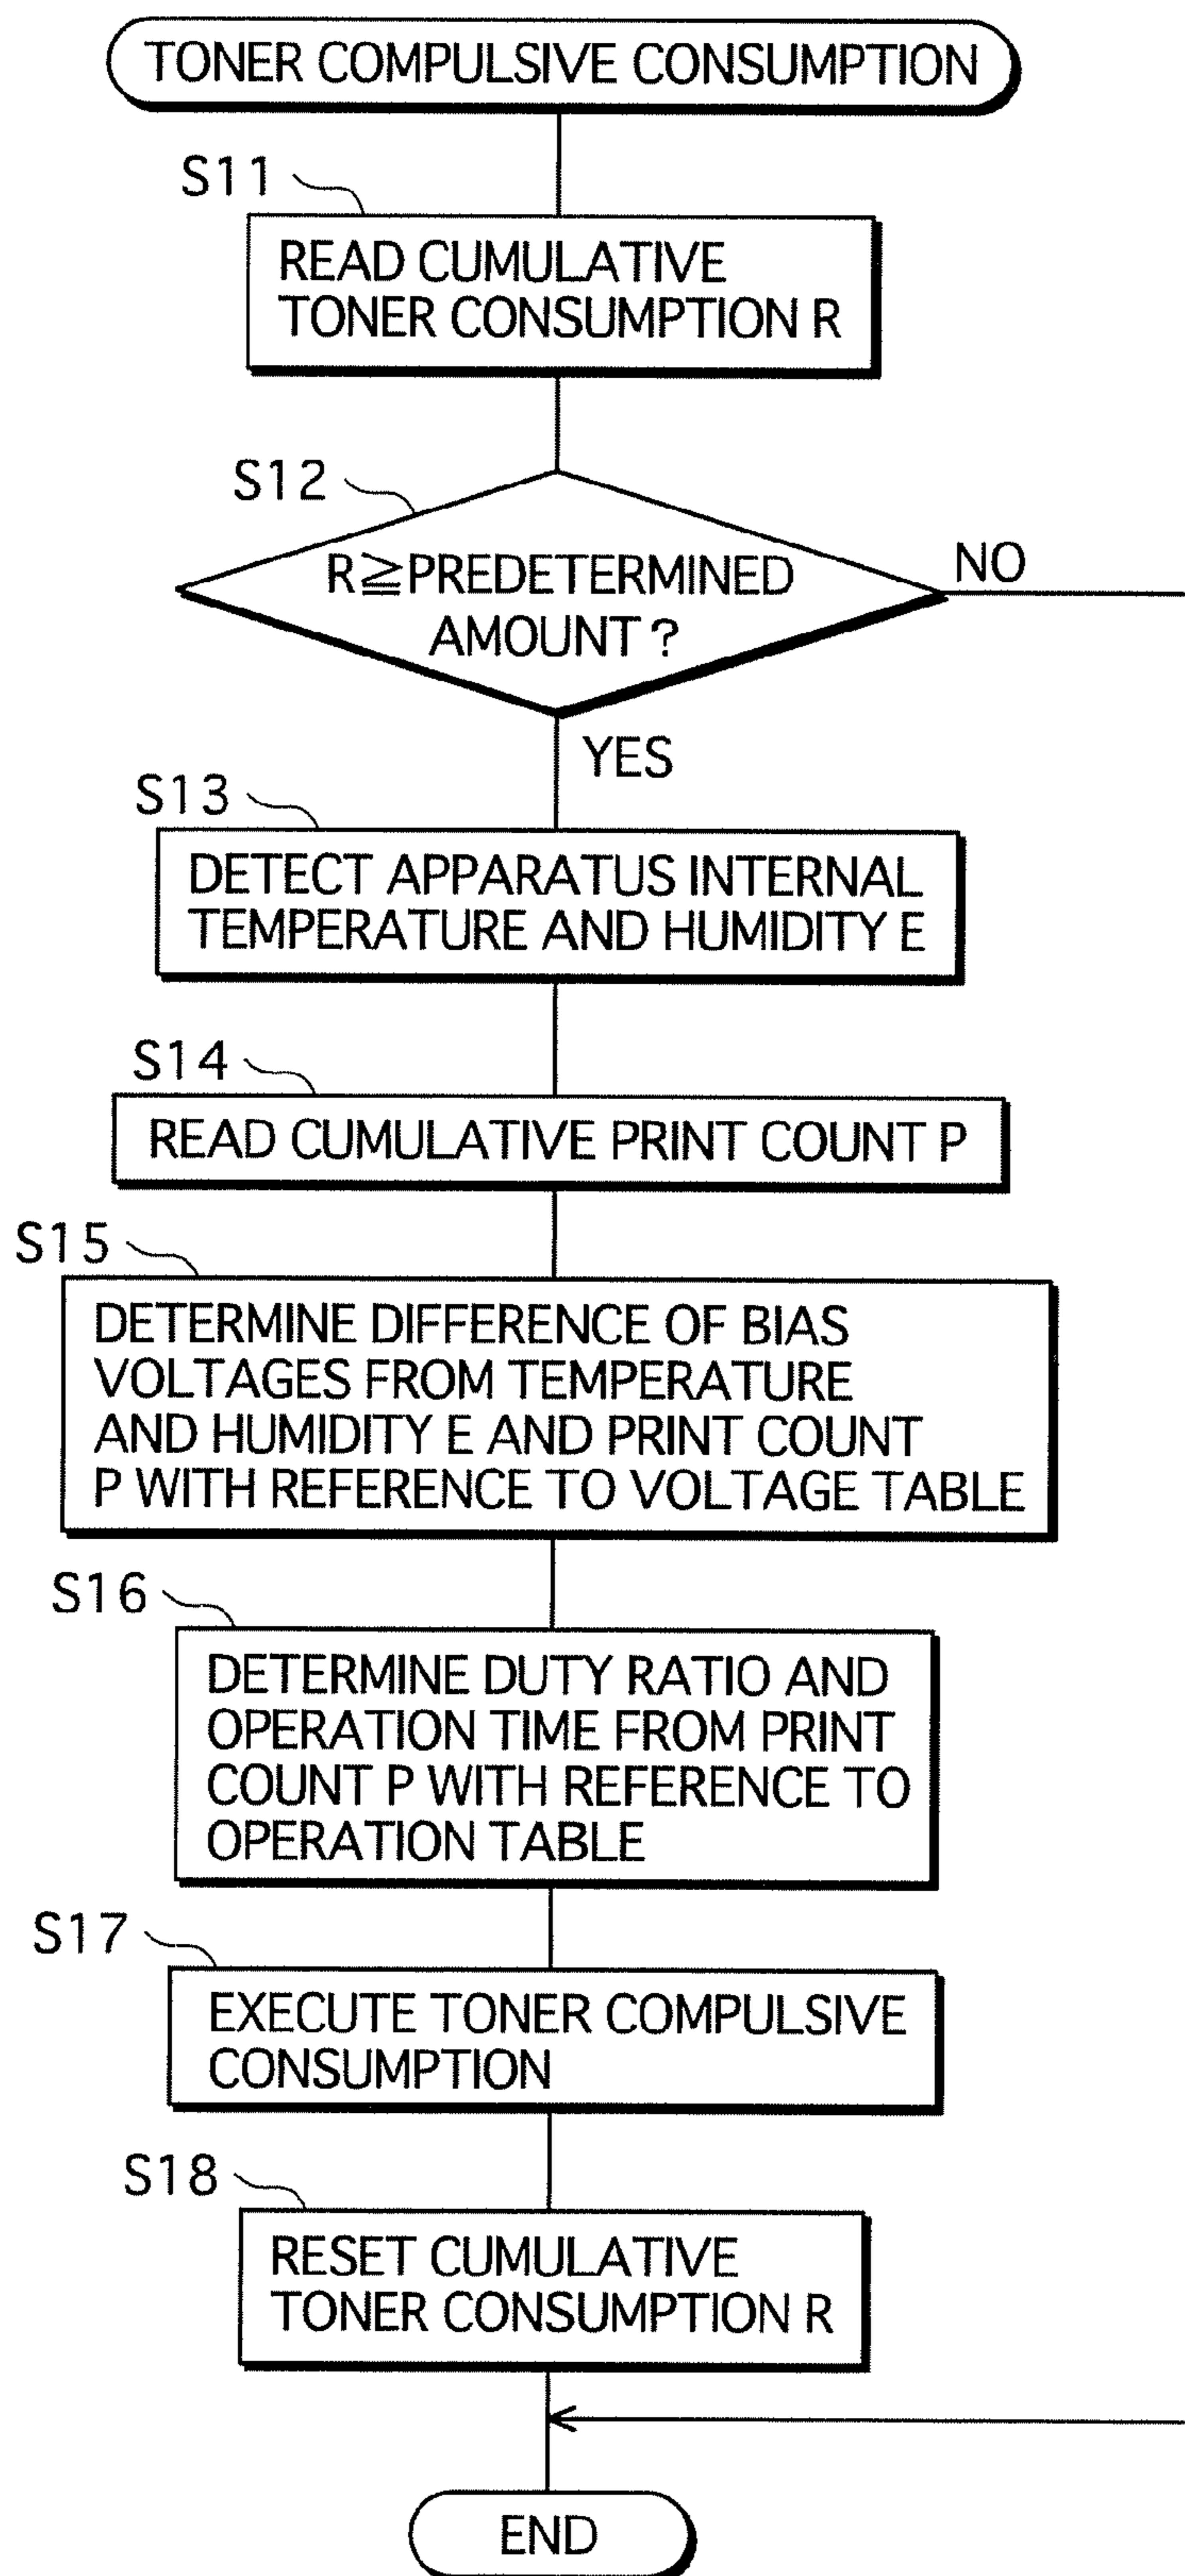 TONER COMPULSIVE CONSUMPTION
S11
READ CUMULATIVE
TONER CONSUMPTION R
S12
R≧PREDETERMINED
AMOUNT?
NO
YES
S13
DETECT APPARATUS INTERNAL
TEMPERATURE AND HUMIDITY E
S14
READ CUMULATIVE PRINT COUNT P
S15
DETERMINE DIFFERENCE OF BIAS
VOLTAGES FROM TEMPERATURE
AND HUMIDITY E AND PRINT COUNT
P WITH REFERENCE TO VOLTAGE TABLE
S16
DETERMINE DUTY RATIO AND
OPERATION TIME FROM PRINT
COUNT P WITH REFERENCE TO
OPERATION TABLE
S17
EXECUTE TONER COMPULSIVE
CONSUMPTION
S18
RESET CUMULATIVE
TONER CONSUMPTION R
END